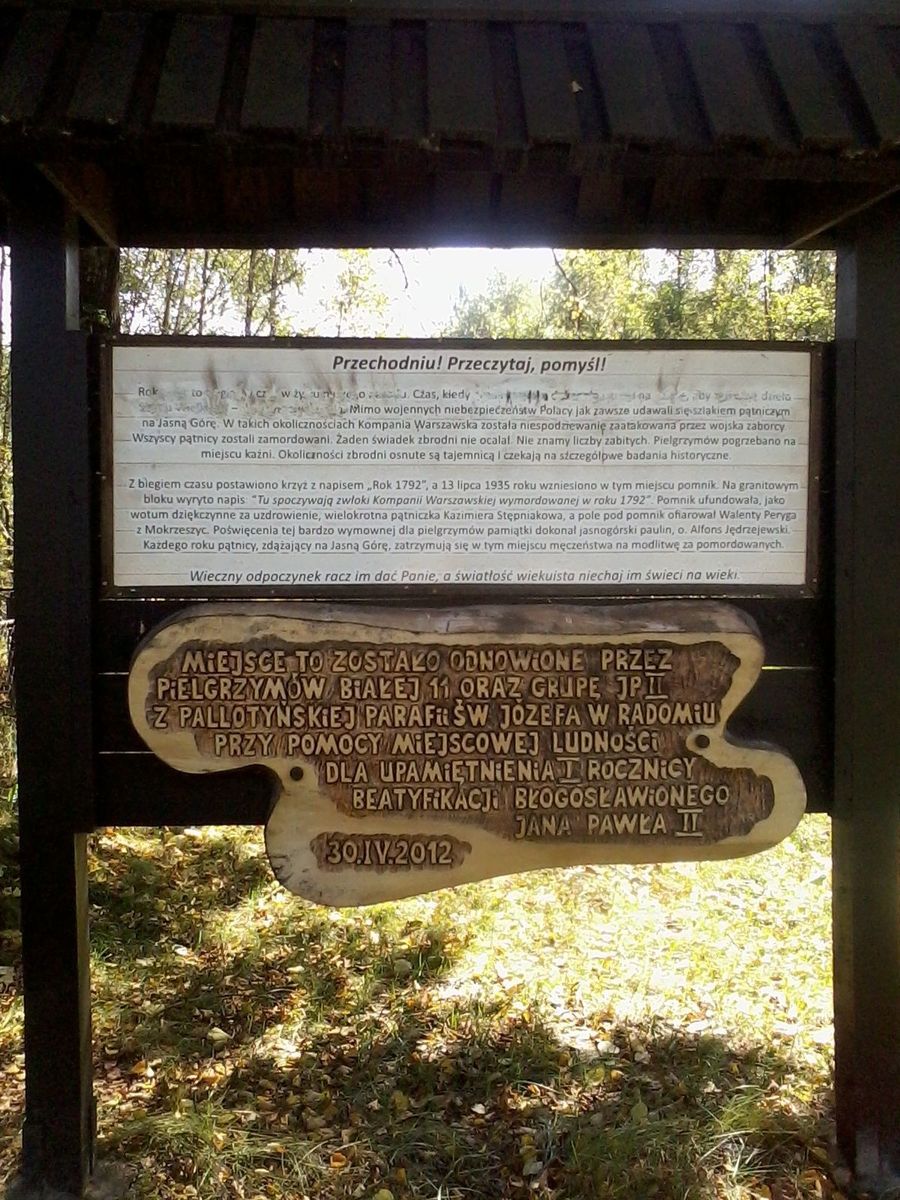 Przechodniu! Przeczytaj, pomyśl!
Rok to w Czas, kiedy
Mimo wojennych niebezpieczeństw Polacy jak zawsze udawali się szlakiem pątniczym
na Jasną Górę. W takich okolicznościach Kompania Warszawska została niespodziewanie zaatakowana przez wojska zaborcy.
Wszyscy pątnicy zostali zamordowani. Żaden świadek zbrodni nie ocalał. Nie znamy liczby zabitych. Pielgrzymów pogrzebano na
miejscu kaźni. Okoliczności zbrodni osnute są tajemnicą i czekają na szczegółowe badania historyczne.
Z biegiem czasu postawiono krzyż z napisem „Rok 1792”, a 13 lipca 1935 roku wzniesiono w tym miejscu pomnik. Na granitowym
bloku wyryto napis: “Tu spoczywają zwłoki Kompanii Warszawskiej wymordowanej w roku 1792”. Pomnik ufundowała, jako
wotum dziękczynne za uzdrowienie, wielokrotna pątniczka Kazimiera Stępniakowa, a pole pod pomnik ofiarował Walenty Peryga
z Mokrzeszyc. Poświęcenia tej bardzo wymownej dla pielgrzymów pamiątki dokonał jasnogórski paulin, o. Alfons Jędrzejewski.
Każdego roku pątnicy, zdążający na Jasną Górę, zatrzymują się w tym miejscu męczeństwa na modlitwę za pomordowanych.
Wieczny odpoczynek racz im dać Panie, a światłość wiekuista niechaj im świeci na wieki.
MIEJSCE TO ZOSTAŁO ODNOWIONE PRZEZ
PIELGRZYMÓW BIAŁEJ 11 ORAZ GRUPĘ JP II
Z PALLOTYŃSKIEJ PARAFII ŚW JÓZEFA W RADOMIU
PRZY POMOCY MIEJSCOWEJ LUDNOŚCI
DLA UPAMIĘTNIENIA I ROCZNICY
BEATYFIKACJI BŁOGOSŁAWIONEGO
JANA PAWŁA II
30.IV.2012